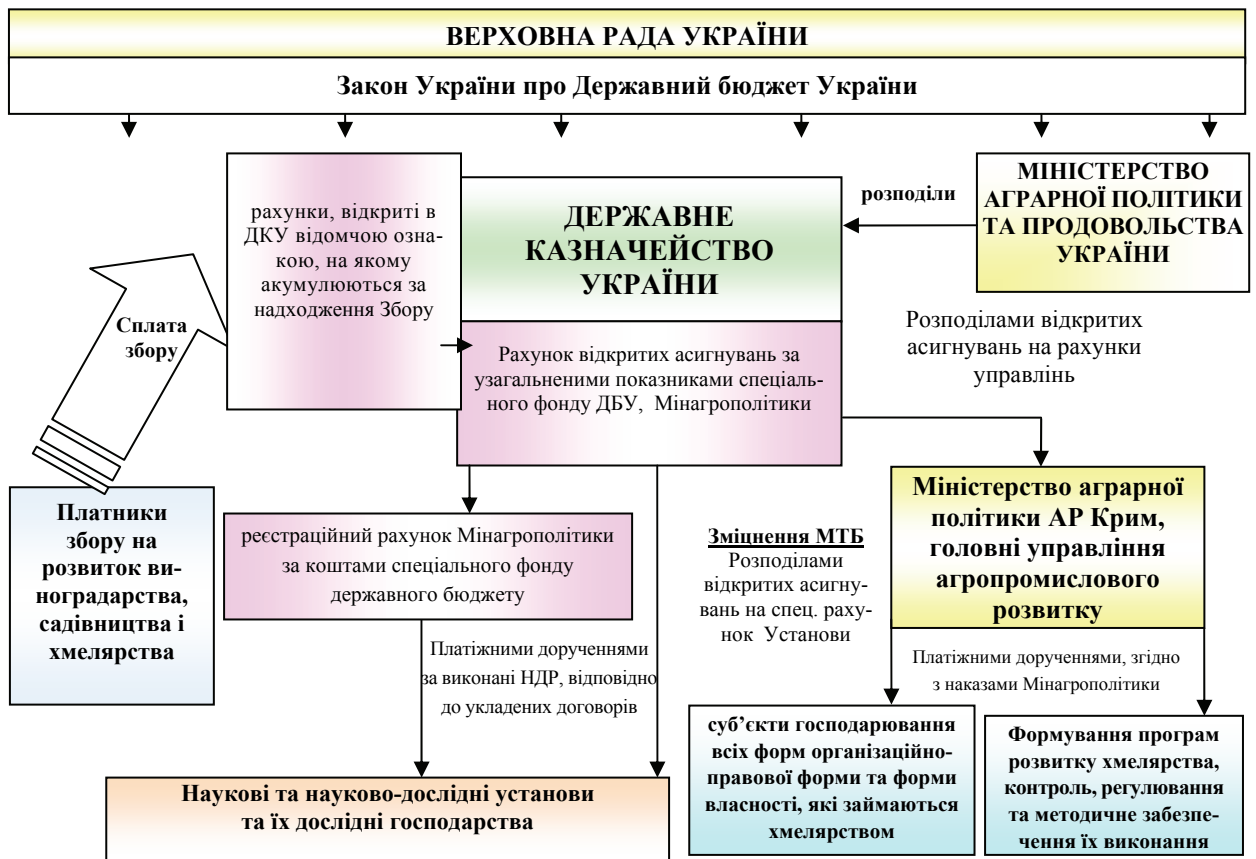 ВЕРХОВНА РАДА УКРАЇНИ
Закон України про Державний бюджет України
рахунки, відкриті в
ДКУ відомчою озна-
кою, на якому
акумулюються за
надходження Збору
ДЕРЖАВНЕ
КАЗНАЧЕЙСТВО
УКРАЇНИ
розподіли
МІНІСТЕРСТВО
АГРАРНОЇ ПОЛІТИКИ
ТА ПРОДОВОЛЬСТВА
УКРАЇНИ
Сплата
збору
Рахунок відкритих асигнувань за
узагальненими показниками спеціаль-
ного фонду ДБУ, Мінагрополітики
Розподілами відкритих
асигнувань на рахунки
управлінь
Платники
збору на
розвиток ви-
ноградарства,
садівництва і
хмелярства
реєстраційний рахунок Мінагрополітики
за коштами спеціального фонду
державного бюджету
Зміцнення МТБ
Розподілами
відкритих асигну-
вань на спец. раху-
нок Установи
Міністерство аграрної
політики АР Крим,
головні управління
агропромислового
розвитку
Платіжними дорученнями
за виконані НДР, відповідно
до укладених договорів
Платіжними дорученнями, згідно
з наказами Мінагрополітики
Наукові та науково-дослідні установи
та їх дослідні господарства
суб’єкти господарювання
всіх форм організаційно-
правової форми та форми
власності, які займаються
хмелярством
Формування програм
розвитку хмелярства,
контроль, регулювання
та методичне забезпе-
чення їх виконання